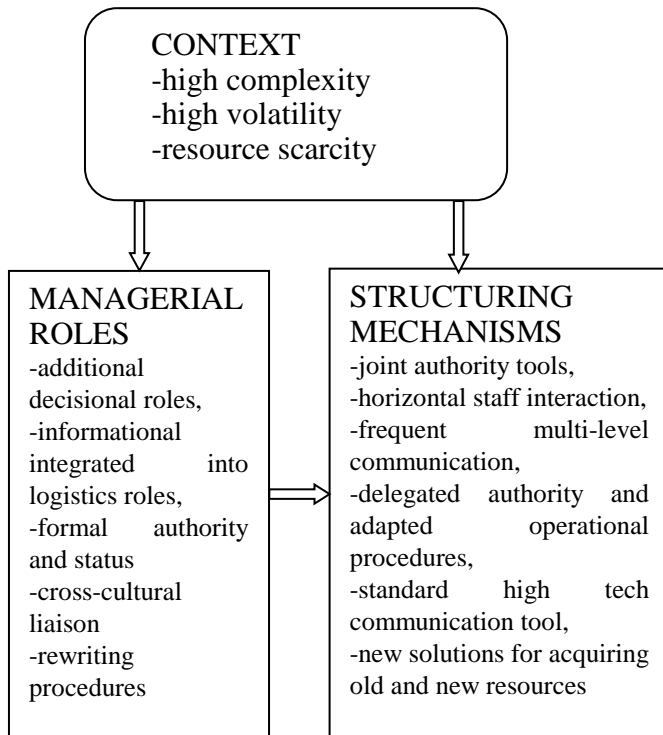 CONTEXT
-high complexity
-high volatility
-resource scarcity
MANAGERIAL
ROLES
-additional
decisional roles,
-informational
integrated into
logistics roles,
-formal authority
and status
-cross-cultural
liaison
-rewriting
procedures
STRUCTURING
MECHANISMS
-joint authority tools,
-horizontal staff interaction,
-frequent multi-level
communication,
-delegated authority and
adapted operational
procedures,
-standard high tech
communication tool,
-new solutions for acquiring
old and new resources